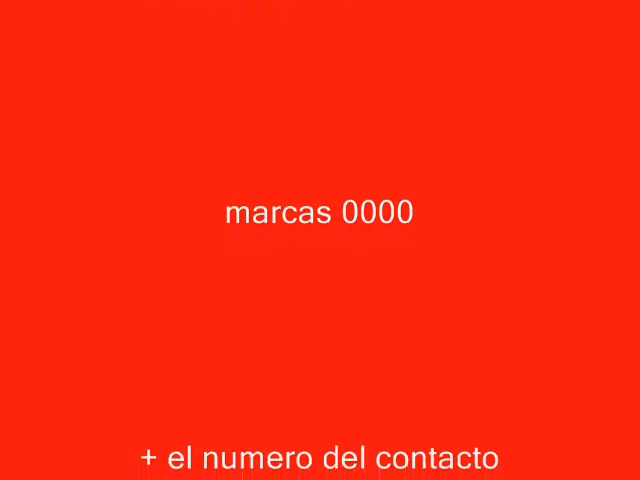 marcas 0000
+ el numero del contacto